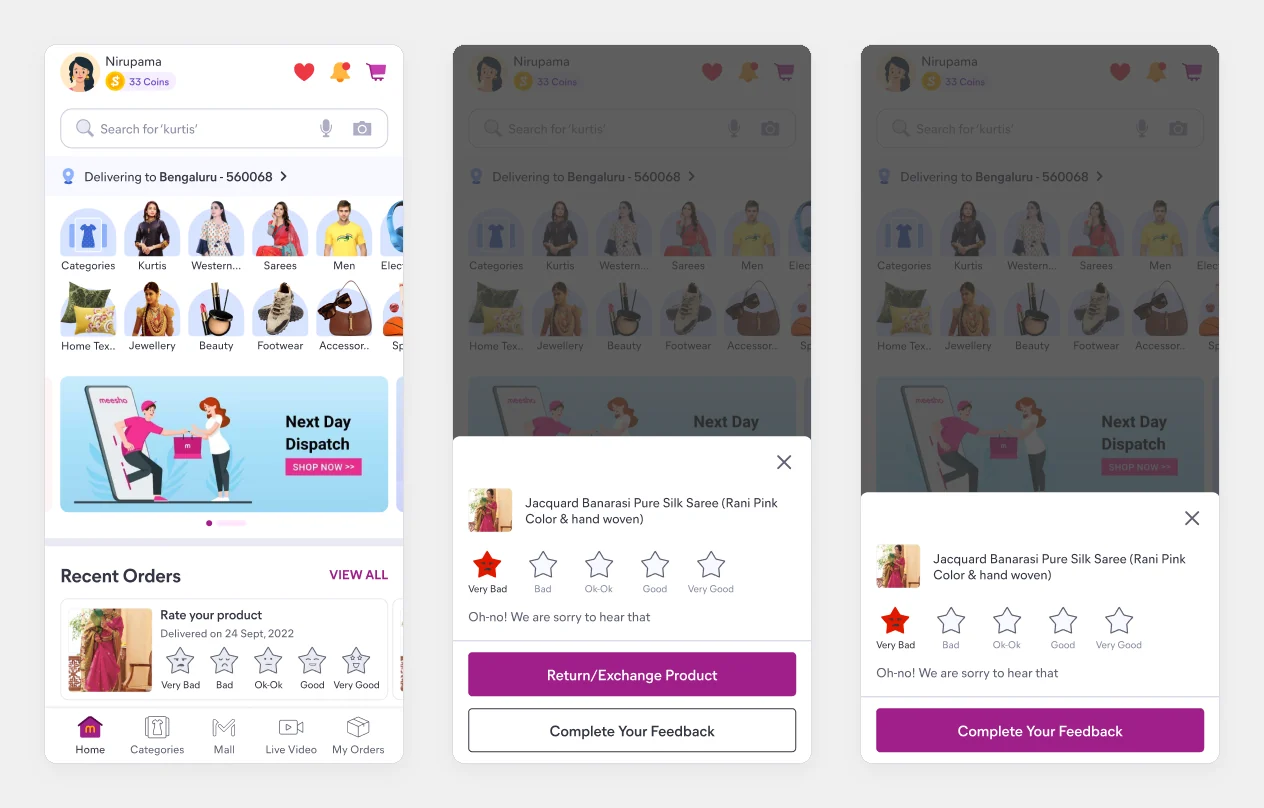 Nirupama
33 Coins
Search for ‘kurtis’
Delivering to Bengaluru - 560068
Categories Kurtis Western... Sarees Men Elect
Home Tex.. Jewellery Beauty Footwear Accessor.. Sp
meesho
Next Day
Dispatch
m
SHOP NOW >>
Recent Orders VIEW ALL
Rate your product
Delivered on 24 Sept, 2022
Very Bad Bad Ok-Ok Good Very Good
m
Home Categories Mall Live Video My Orders
Nirupama
33 Coins
Search for ‘kurtis’
Delivering to Bengaluru - 560068
Categories Kurtis Western... Sarees Men Elect
Home Tex.. Jewellery Beauty Footwear Accessor.. Sp
meesho
Next Day
Jacquard Banarasi Pure Silk Saree (Rani Pink
Color & hand woven)
Very Bad Bad Ok-Ok Good Very Good
Oh-no! We are sorry to hear that
Return/Exchange Product
Complete Your Feedback
Nirupama
33 Coins
Search for ‘kurtis’
Delivering to Bengaluru - 560068
Categories Kurtis Western... Sarees Men Elect
Home Tex.. Jewellery Beauty Footwear Accessor.. Sp
meesho
Next Day
Dispatch
m
SHOP NOW >>
Jacquard Banarasi Pure Silk Saree (Rani Pink
Color & hand woven)
Very Bad Bad Ok-Ok Good Very Good
Oh-no! We are sorry to hear that
Complete Your Feedback